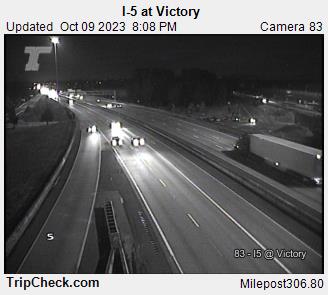 I-5 at Victory
Updated  Oct 09 2023  8:08 PM
Camera 83
T
S
83 - I5 @ Victory
TripCheck.com
Milepost306.80